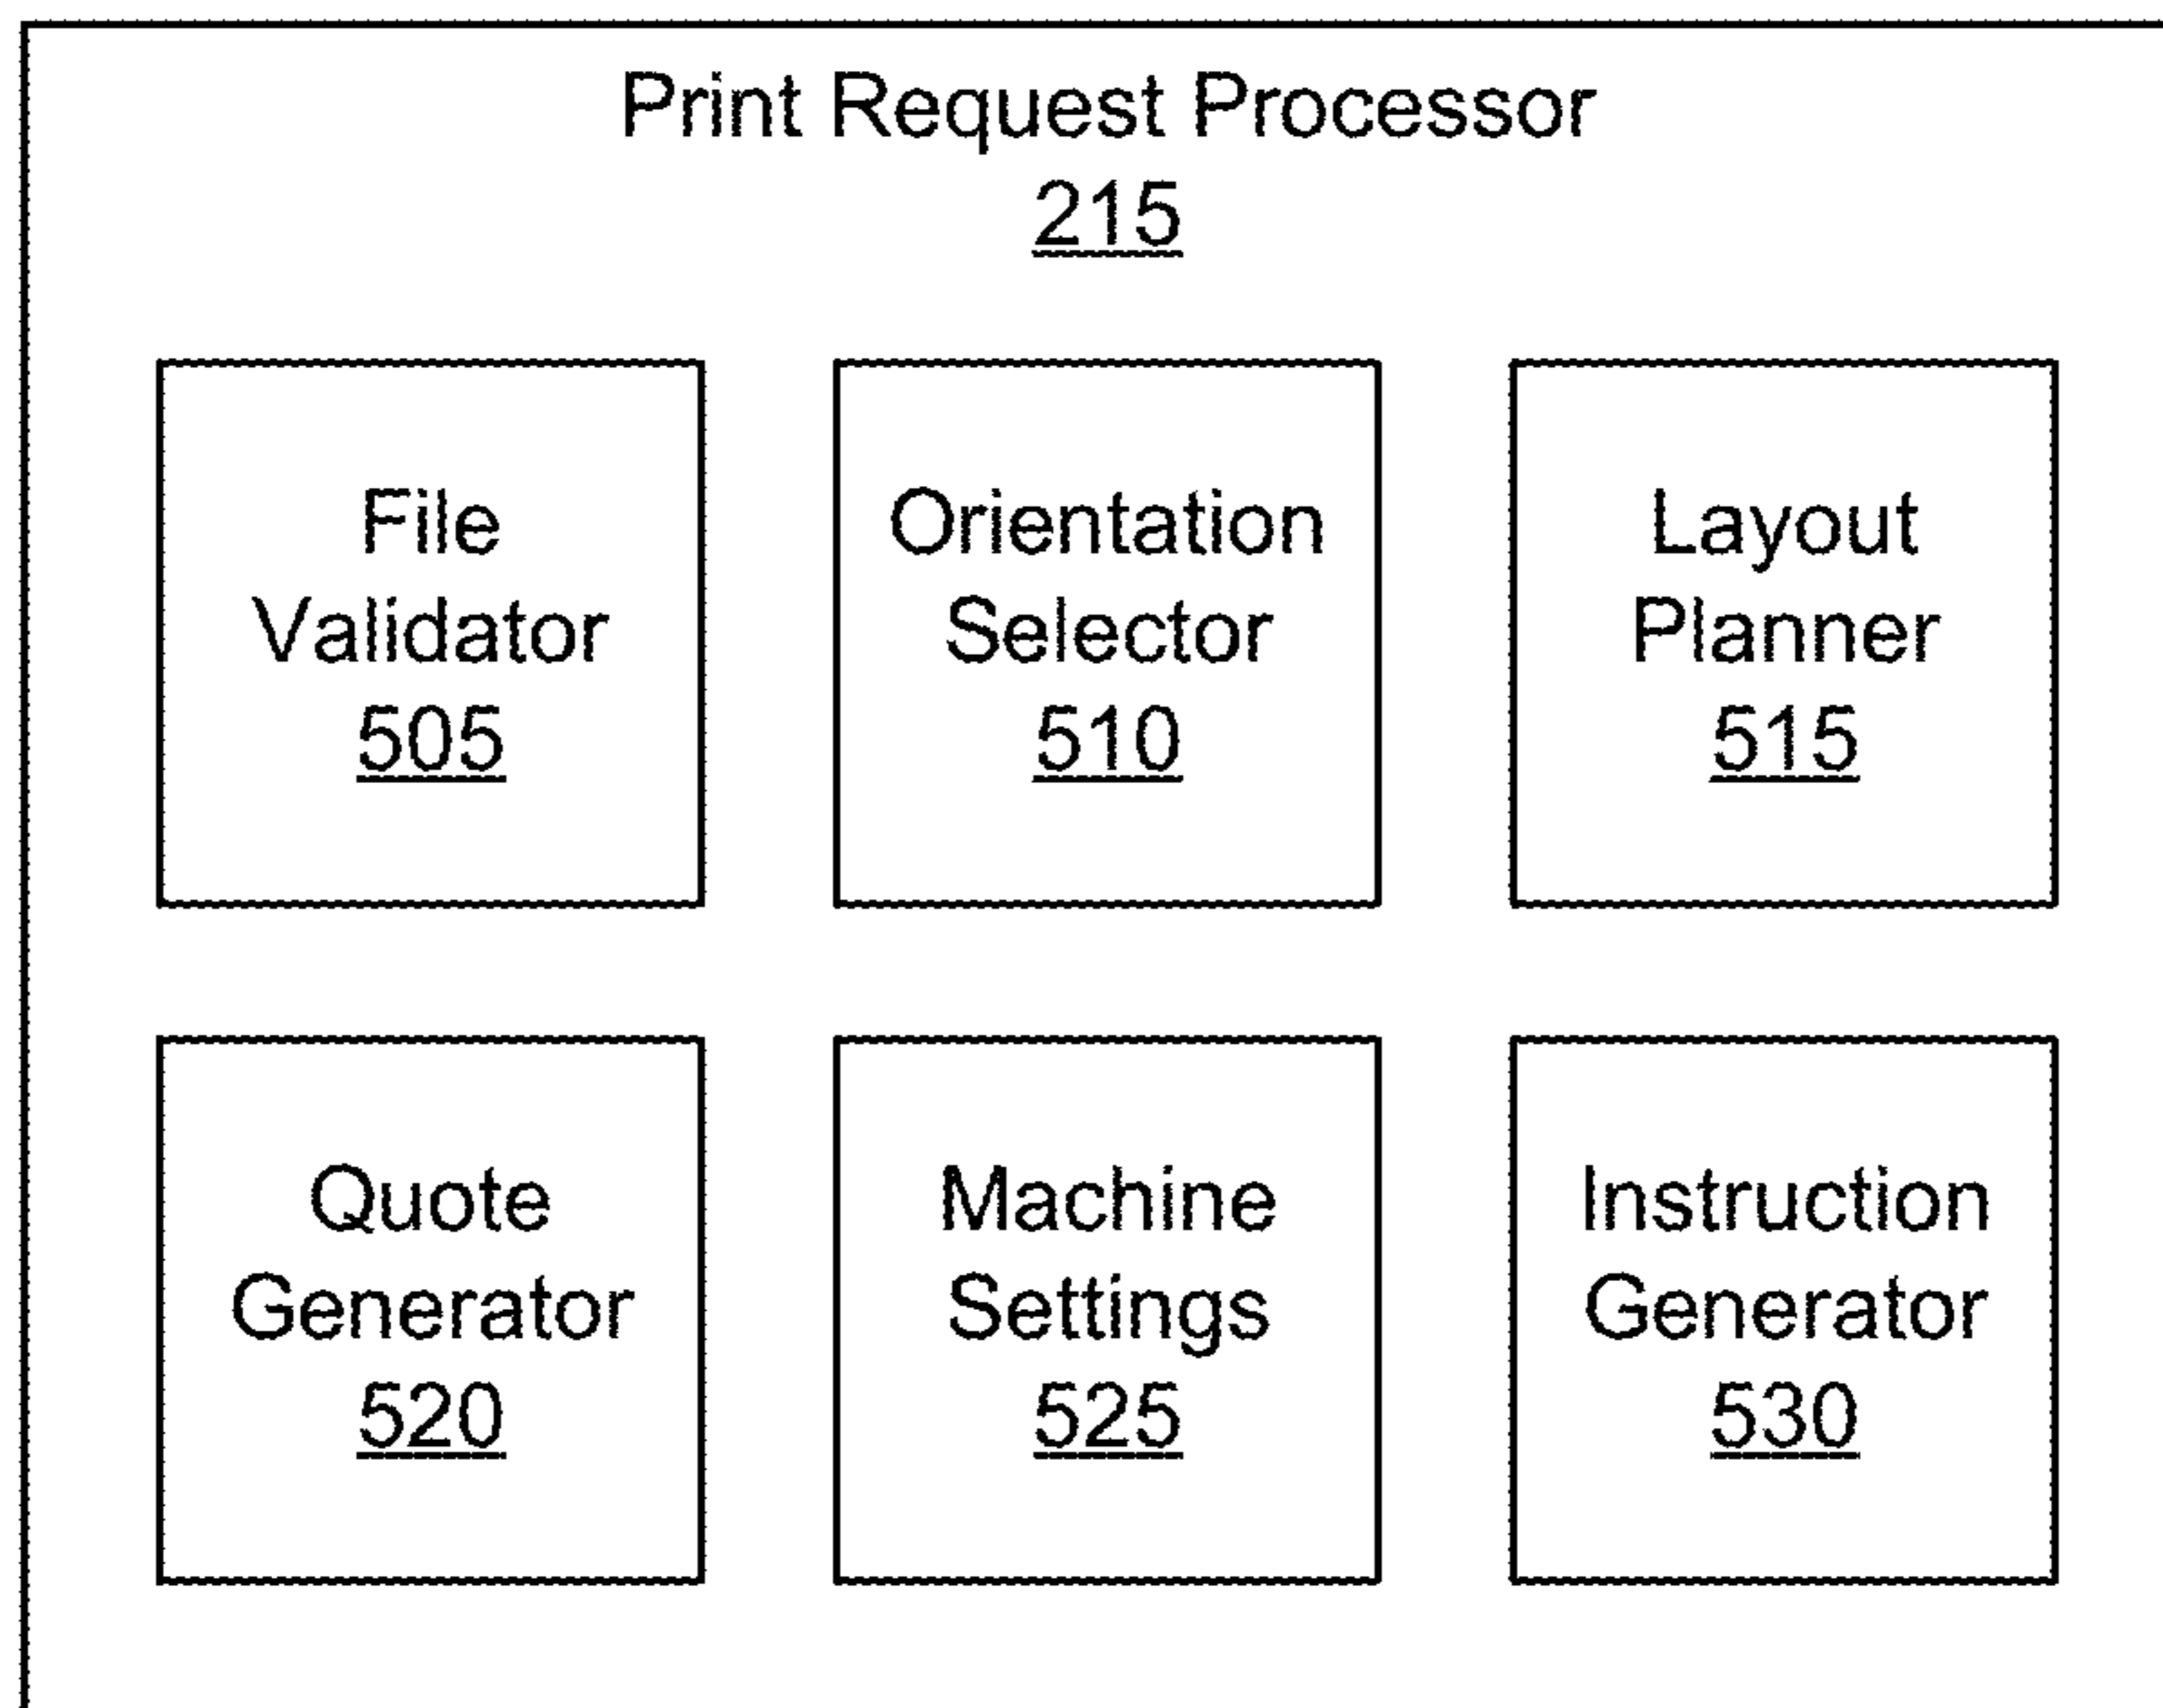 Print Request Processor
215
File
Validator
505
Orientation
Selector
510
Layout
Planner
515
Quote
Generator
520
Machine
Settings
525
Instruction
Generator
530